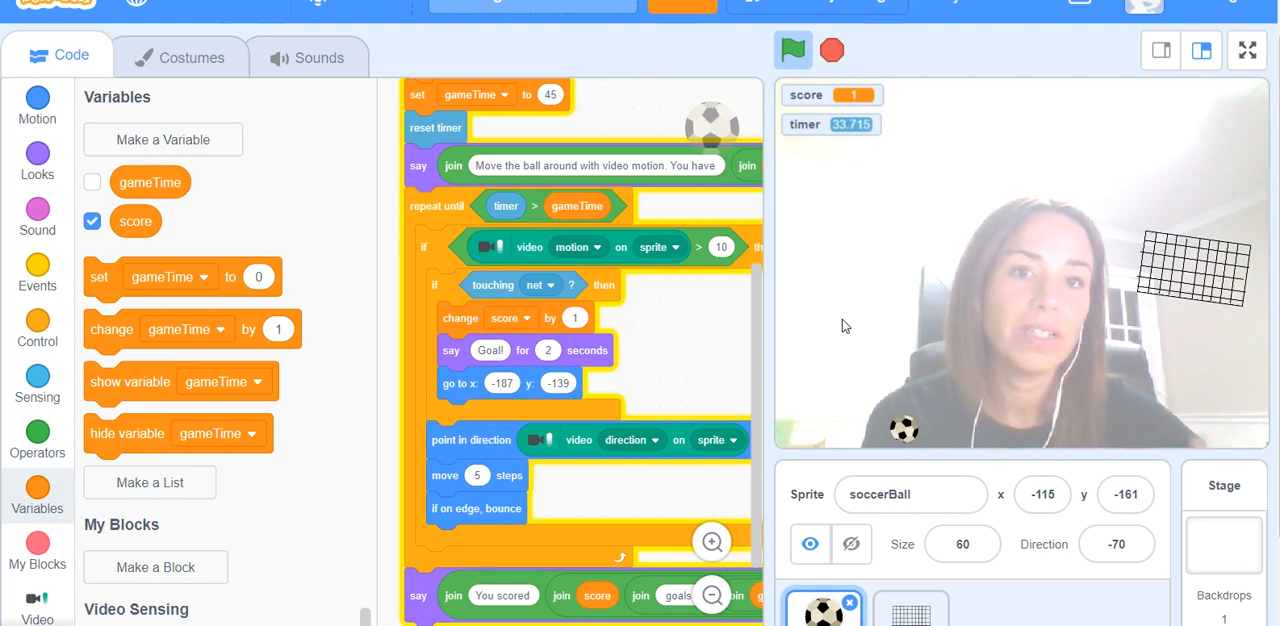 Code
Costumes
Sounds
Motion
Looks
Sound
Events
Control
Sensing
Operators
Variables
My Blocks
Video
Variables
Make a Variable
gameTime
score
set gameTime to 0
change gameTime by 1
show variable gameTime
hide variable gameTime
Make a List
My Blocks
Make a Block
Video Sensing
set gameTime to 45
reset timer
say join Move the ball around with video motion. You have join
repeat until timer > gameTime
if video motion on sprite > 10 th
if touching net ? then
change score by 1
say Goal! for 2 seconds
go to x: -187 y: -139
point in direction video direction on sprite
move 5 steps
if on edge, bounce
say join You scored join score join goals
score 1
timer 33.715
Sprite soccerBall x -115 y -161
Size 60 Direction -70
Stage
Backdrops
1